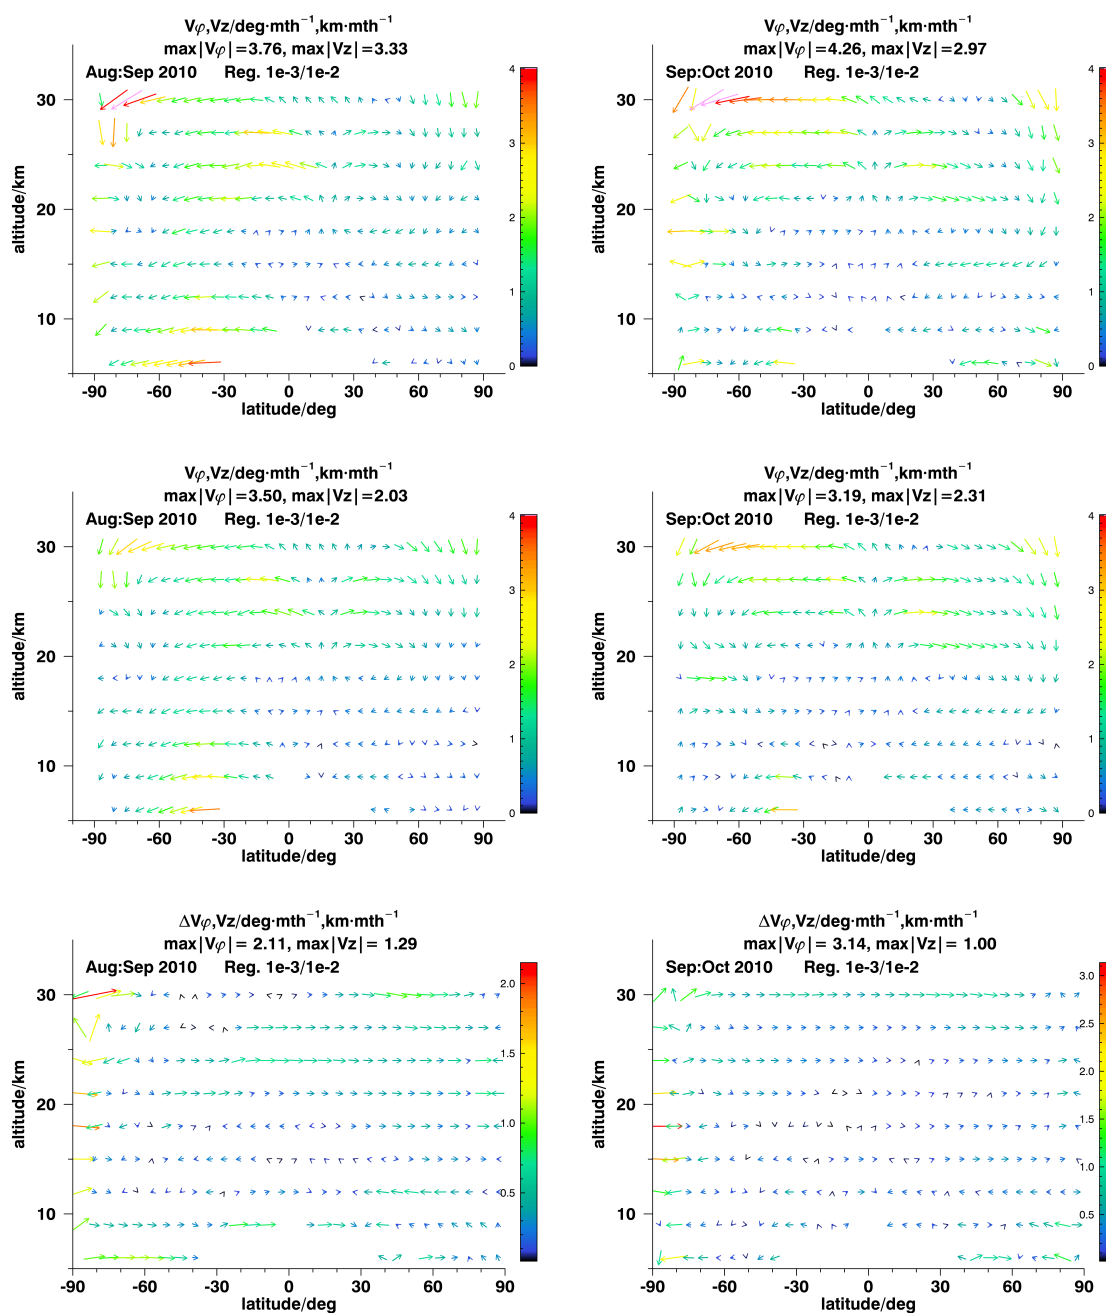 Vφ,Vz/deg·mth⁻¹,km·mth⁻¹
max|Vφ|=3.76, max|Vz|=3.33
Aug:Sep 2010 Reg. 1e-3/1e-2
altitude/km
30
20
10
-90 -60 -30 0 30 60 90
latitude/deg
4
3
2
1
0
Vφ,Vz/deg·mth⁻¹,km·mth⁻¹
max|Vφ|=4.26, max|Vz|=2.97
Sep:Oct 2010 Reg. 1e-3/1e-2
altitude/km
30
20
10
-90 -60 -30 0 30 60 90
latitude/deg
4
3
2
1
0
Vφ,Vz/deg·mth⁻¹,km·mth⁻¹
max|Vφ|=3.50, max|Vz|=2.03
Aug:Sep 2010 Reg. 1e-3/1e-2
altitude/km
30
20
10
-90 -60 -30 0 30 60 90
latitude/deg
4
3
2
1
0
Vφ,Vz/deg·mth⁻¹,km·mth⁻¹
max|Vφ|=3.19, max|Vz|=2.31
Sep:Oct 2010 Reg. 1e-3/1e-2
altitude/km
30
20
10
-90 -60 -30 0 30 60 90
latitude/deg
4
3
2
1
0
ΔVφ,Vz/deg·mth⁻¹,km·mth⁻¹
max|Vφ|= 2.11, max|Vz|= 1.29
Aug:Sep 2010 Reg. 1e-3/1e-2
altitude/km
30
20
10
-90 -60 -30 0 30 60 90
latitude/deg
2.0
1.5
1.0
0.5
ΔVφ,Vz/deg·mth⁻¹,km·mth⁻¹
max|Vφ|= 3.14, max|Vz|= 1.00
Sep:Oct 2010 Reg. 1e-3/1e-2
altitude/km
30
20
10
-90 -60 -30 0 30 60 90
latitude/deg
3.0
2.5
2.0
1.5
1.0
0.5